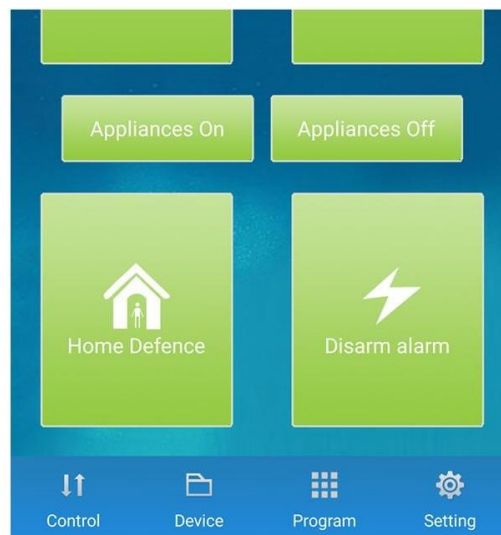 Appliances On
Appliances Off
Home Defence
Disarm alarm
Control
Device
Program
Setting